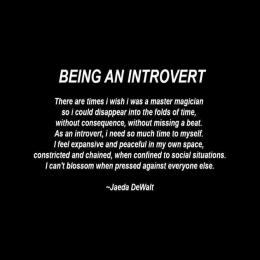 BEING AN INTROVERT
There are times i wish i was a master magician
so i could disappear into the folds of time,
without consequence, without missing a beat.
As an introvert, i need so much time to myself.
I feel expansive and peaceful in my own space,
constricted and chained, when confined to social situations.
I can't blossom when pressed against everyone else.
~Jaeda DeWalt